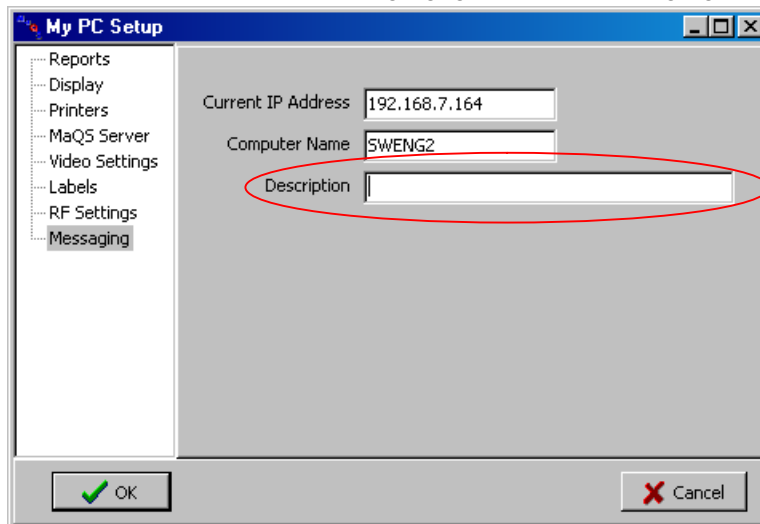 My PC Setup
Reports
Display
Printers
MaQS Server
Video Settings
Labels
RF Settings
Messaging
Current IP Address 192.168.7.164
Computer Name SWENG2
Description
OK
Cancel